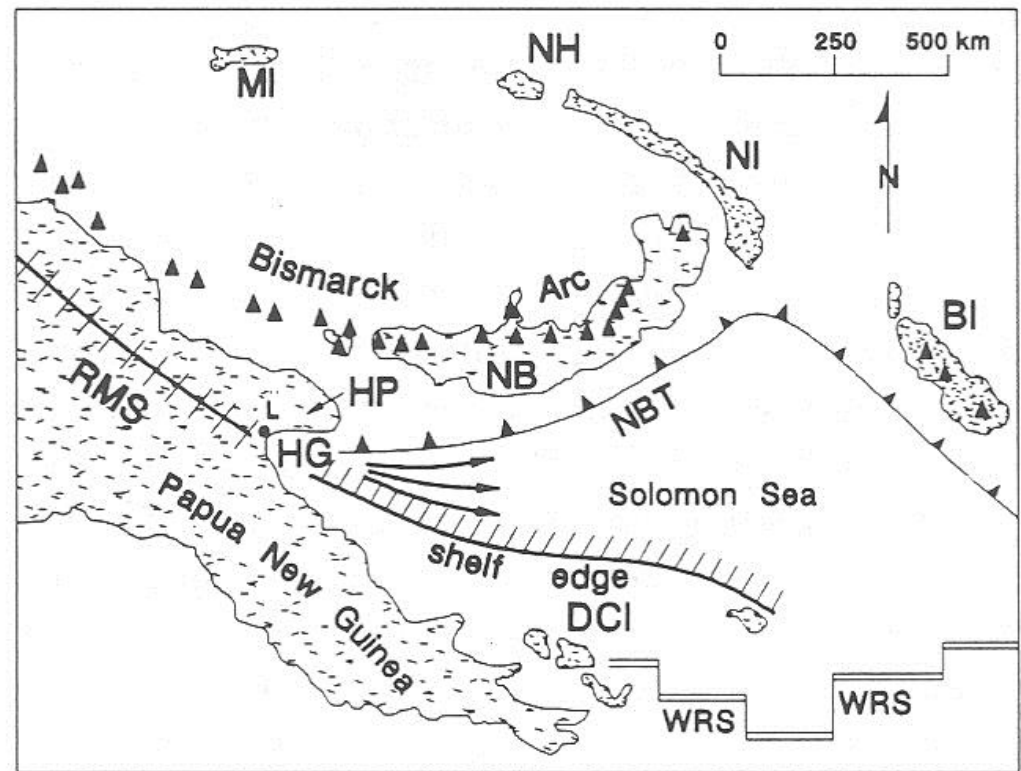 NH
0 250 500 km
MI
NI
N
Bismarck
Arc
BI
NB
HP
RMS
L
NBT
HG
Solomon Sea
Papua New Guinea
shelf
edge
DCI
WRS
WRS